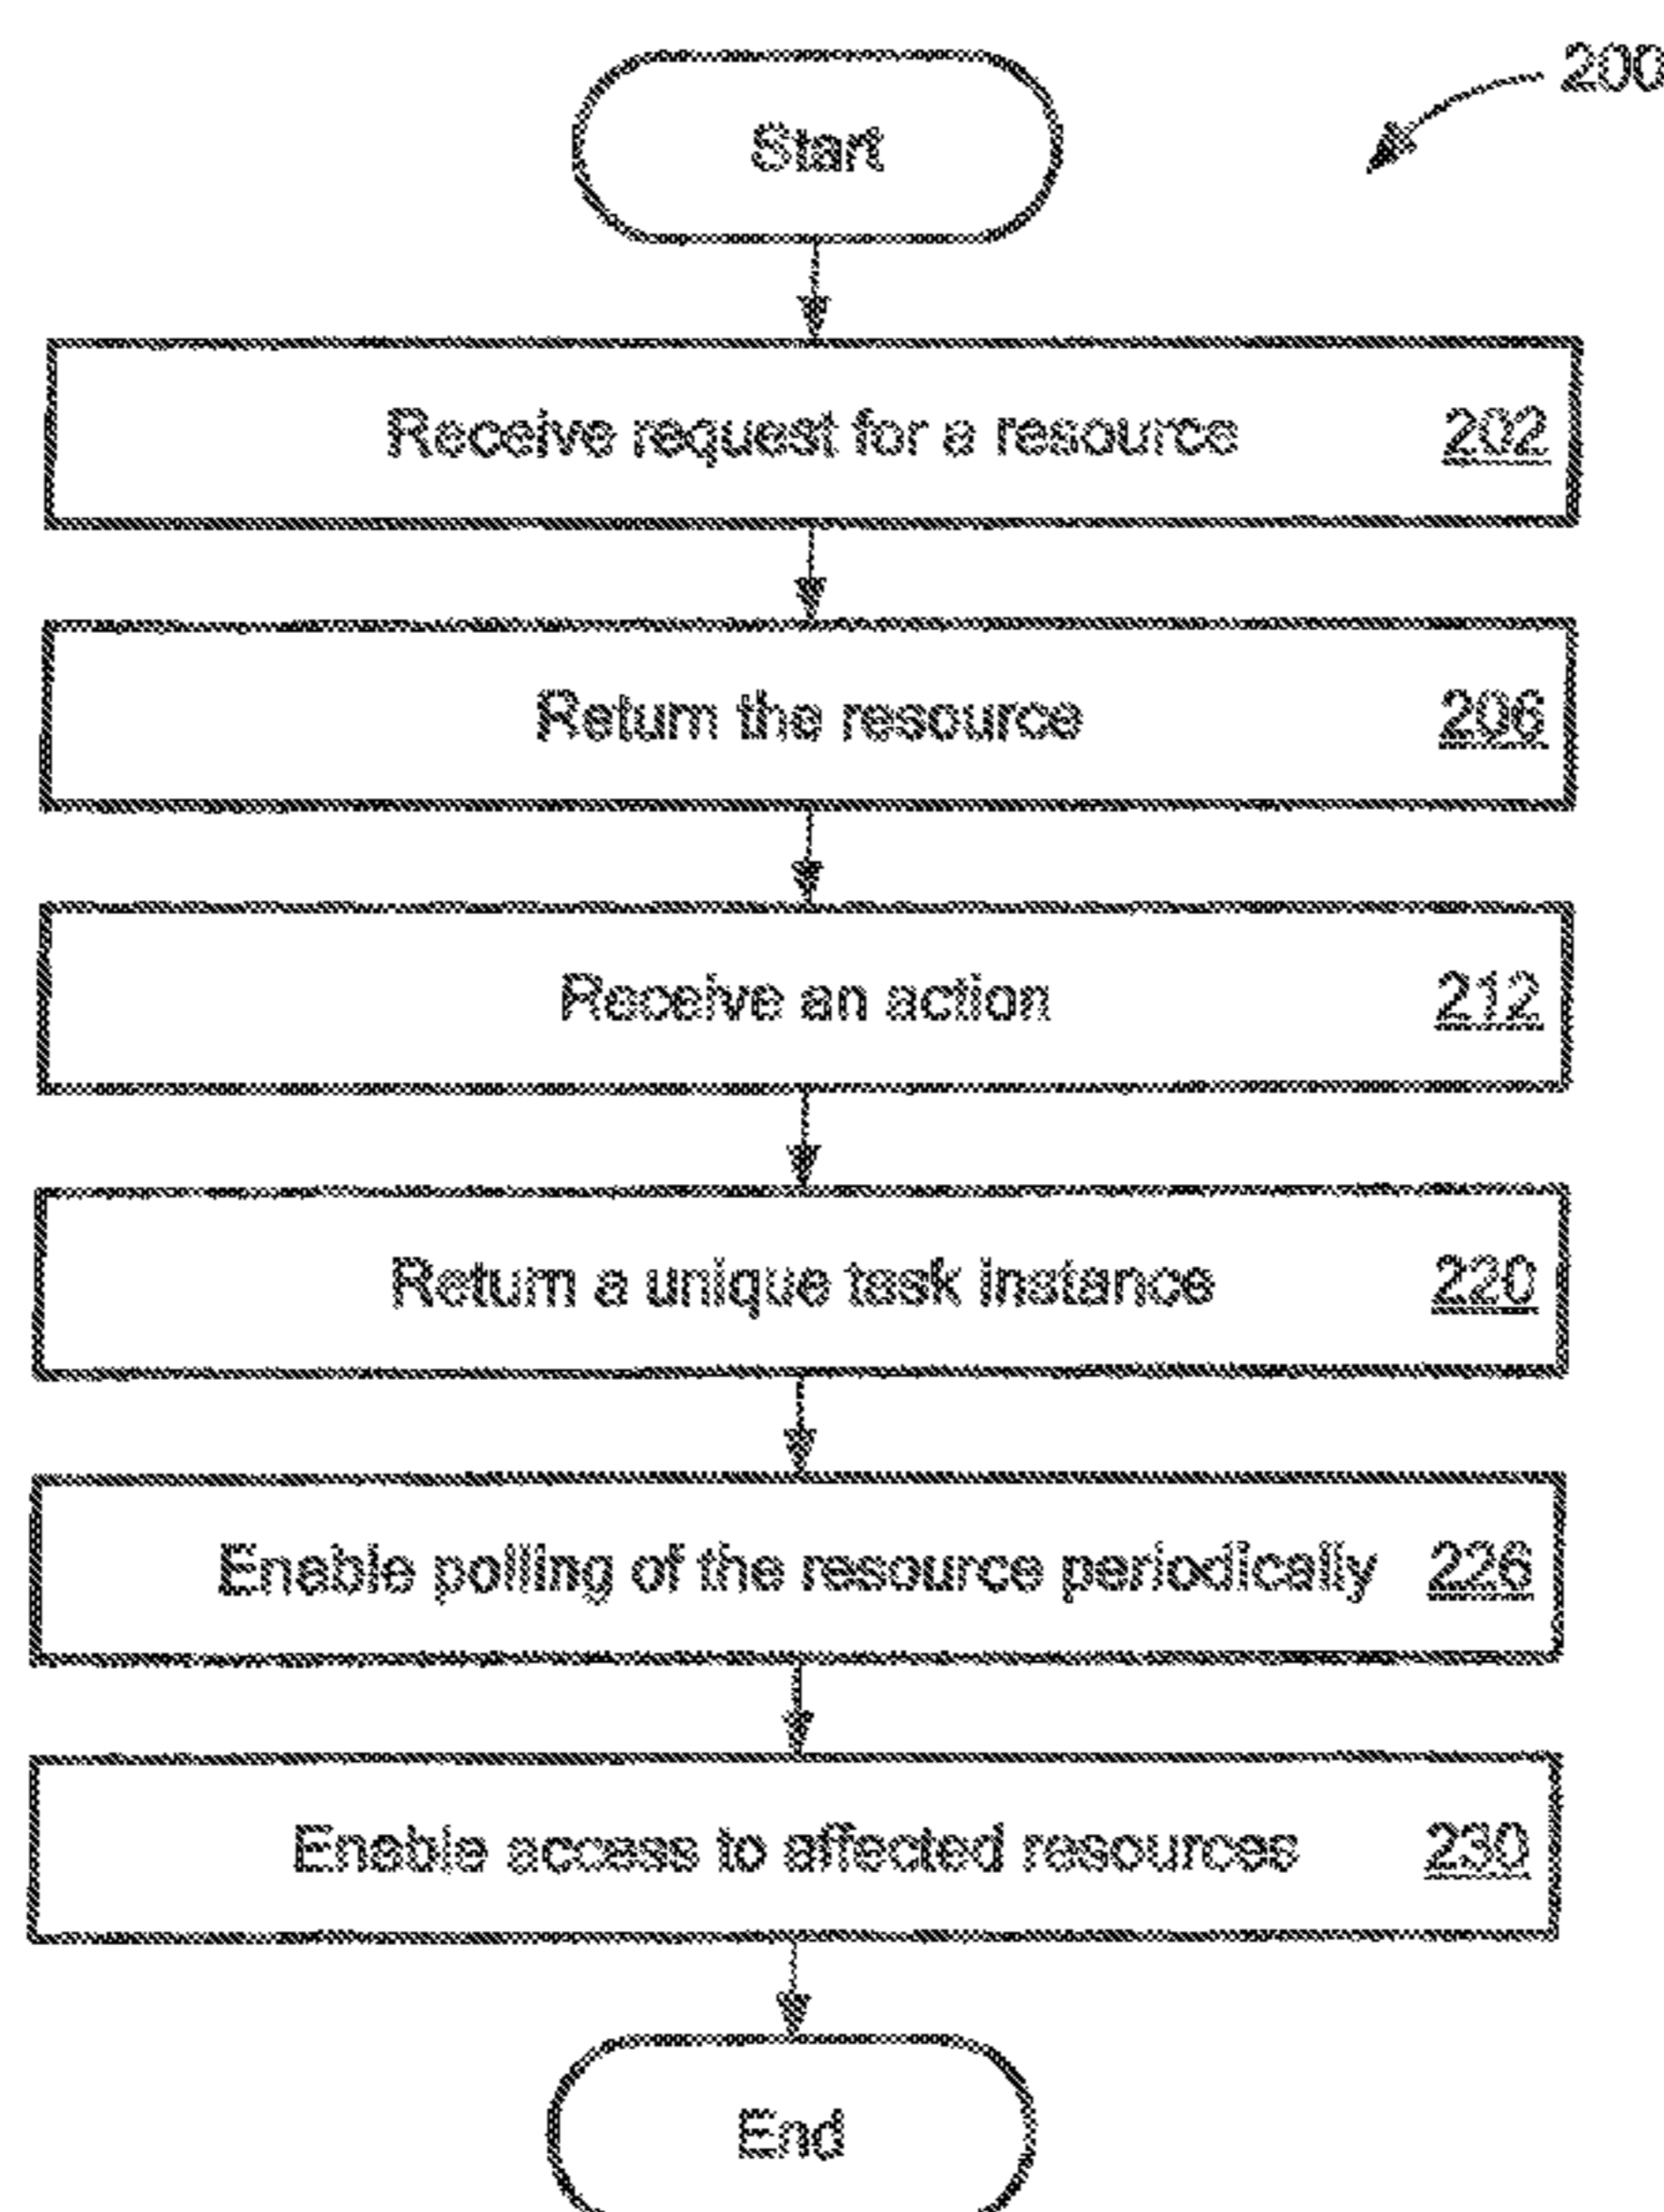 200
Start
Receive request for a resource 202
Return the resource 206
Receive an action 212
Return a unique task instance 220
Enable polling of the resource periodically 226
Enable access to affected resources 230
End